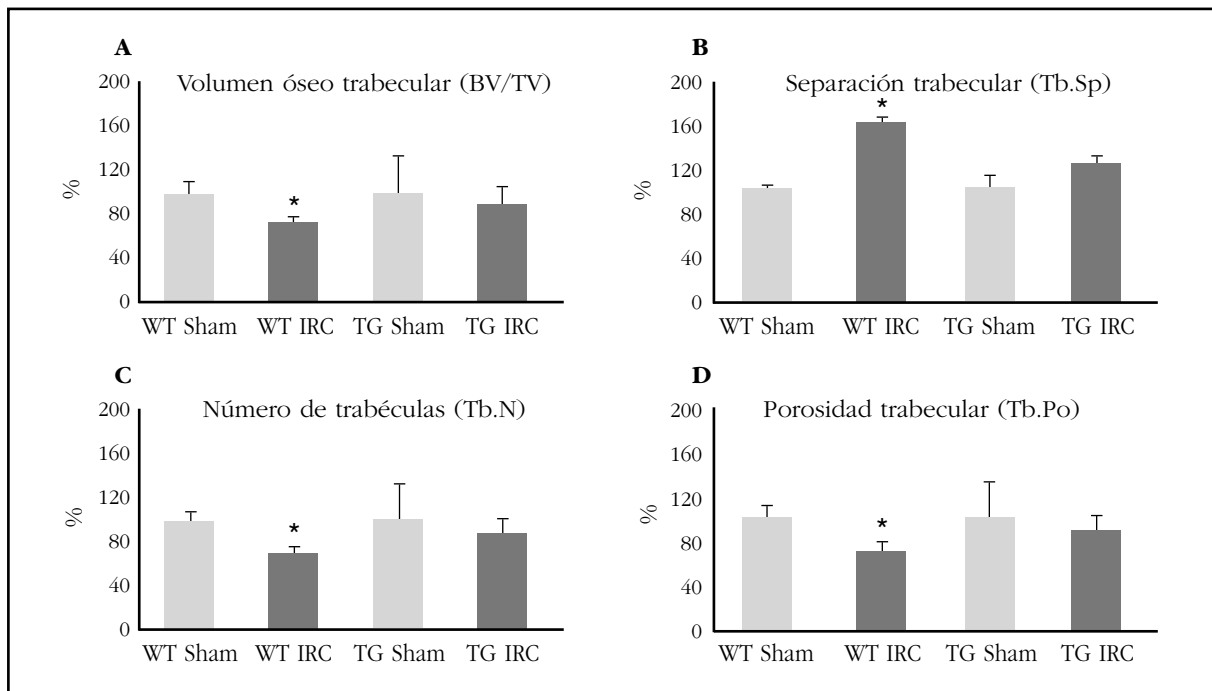 A
Volumen óseo trabecular (BV/TV)
200
160
120
80
40
0
%
*
WT Sham WT IRC TG Sham TG IRC
B
Separación trabecular (Tb.Sp)
200
160
120
80
40
0
%
*
WT Sham WT IRC TG Sham TG IRC
C
Número de trabéculas (Tb.N)
200
160
120
80
40
0
%
*
WT Sham WT IRC TG Sham TG IRC
D
Porosidad trabecular (Tb.Po)
200
160
120
80
40
0
%
*
WT Sham WT IRC TG Sham TG IRC